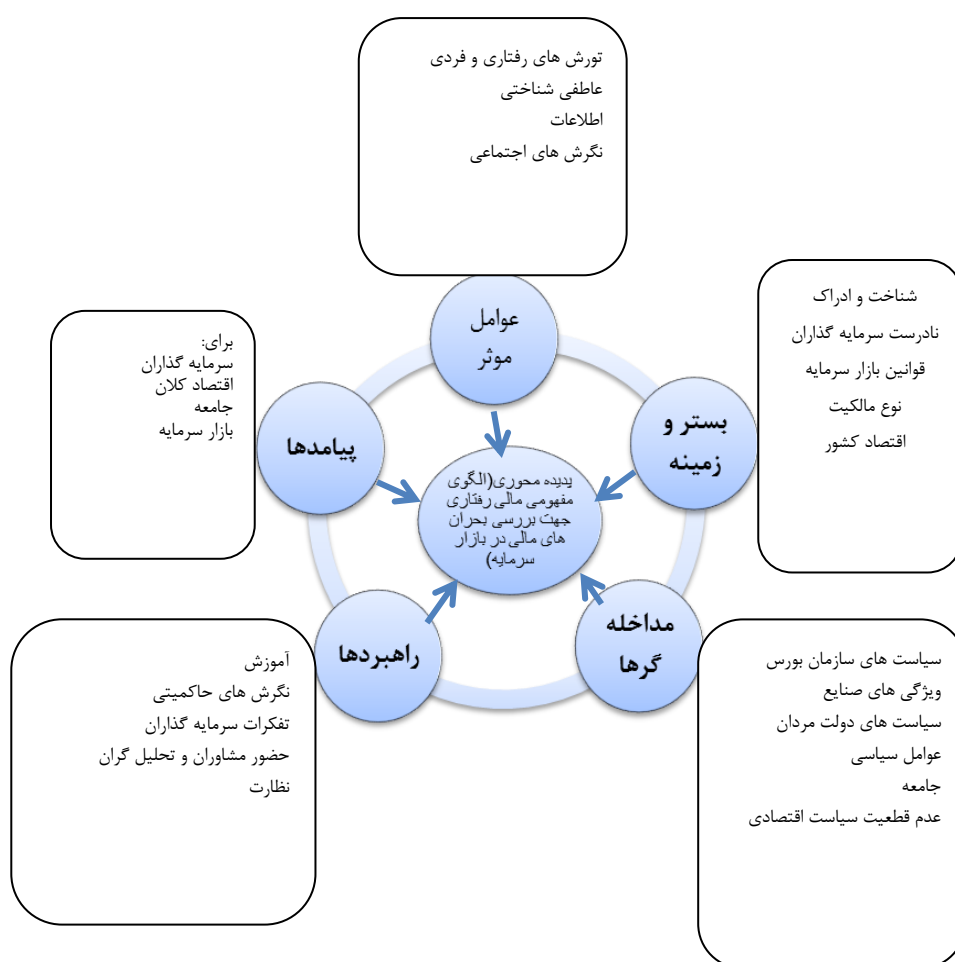 تورش های رفتاری و فردی
عاطفی شناختی
اطلاعات
نگرش های اجتماعی
عوامل
موثر
شناخت و ادراک
نادرست سرمایه گذاران
قوانین بازار سرمایه
نوع مالکیت
اقتصاد کشور
بستر و
زمینه
برای:
سرمایه گذاران
اقتصاد کلان
جامعه
بازار سرمایه
پیامدها
پدیده محوری(الگوی
مفهومی مالی رفتاری
جهت بررسی بحران
های مالی در بازار
سرمایه)
مداخله
گرها
سیاست های سازمان بورس
ویژگی های صنایع
سیاست های دولت مردان
عوامل سیاسی
جامعه
عدم قطعیت سیاست اقتصادی
راهبردها
آموزش
نگرش های حاکمیتی
تفکرات سرمایه گذاران
حضور مشاوران و تحلیل گران
نظارت